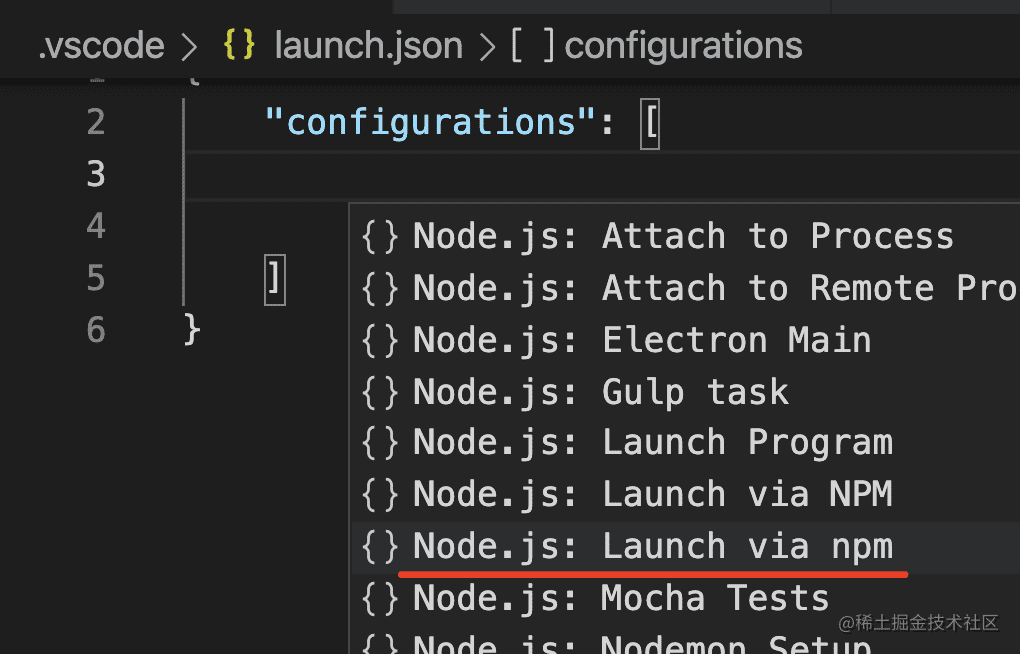 .vscode > {} launch.json > [ ] configurations
{
2 "configurations": [
3
4
5 ]
6 }
{} Node.js: Attach to Process
{} Node.js: Attach to Remote Pro
{} Node.js: Electron Main
{} Node.js: Gulp task
{} Node.js: Launch Program
{} Node.js: Launch via NPM
{} Node.js: Launch via npm
{} Node.js: Mocha Tests
{} Node.js: Nodemon Setup
@稀土掘金技术社区